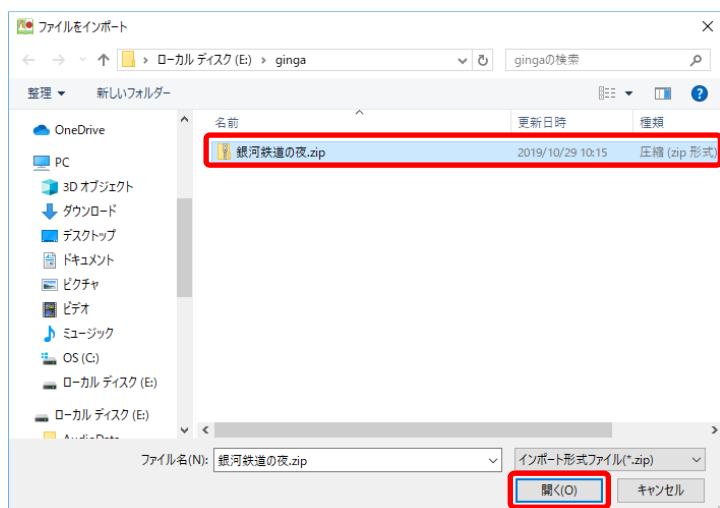 ファイルをインポート
ローカル ディスク (E:) › ginga
gingaの検索
整理
新しいフォルダー
名前
更新日時
種類
OneDrive
銀河鉄道の夜.zip
2019/10/29 10:15
圧縮 (zip 形式)
PC
3D オブジェクト
ダウンロード
デスクトップ
ドキュメント
ピクチャ
ビデオ
ミュージック
OS (C:)
ローカル ディスク (E:)
ローカル ディスク (E:)
AudioData
ファイル名(N):
銀河鉄道の夜.zip
インポート形式ファイル(*.zip)
開く(O)
キャンセル